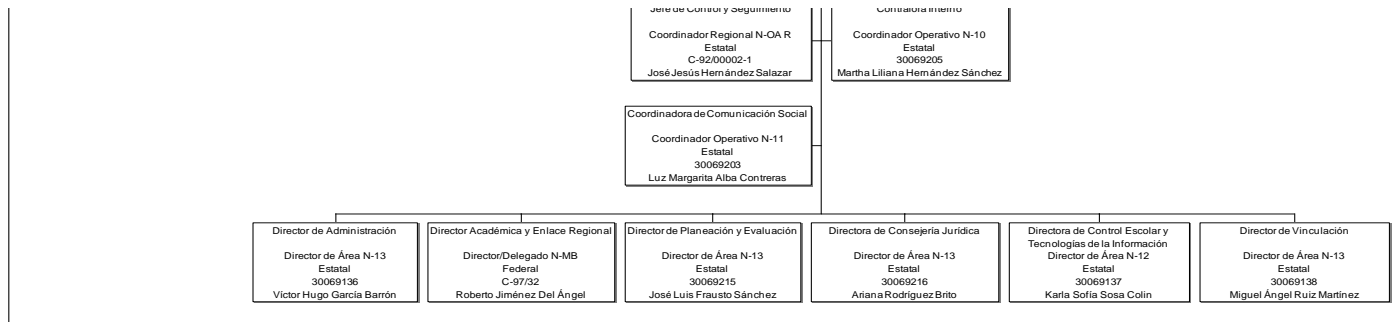 Jefe de Control y Seguimiento
Coordinador Regional N-OA R
Estatal
C-92/00002-1
José Jesús Hernández Salazar
Contralora Interno
Coordinador Operativo N-10
Estatal
30069205
Martha Liliana Hernández Sánchez
Coordinadora de Comunicación Social
Coordinador Operativo N-11
Estatal
30069203
Luz Margarita Alba Contreras
Director de Administración
Director de Área N-13
Estatal
30069136
Víctor Hugo García Barrón
Director Académica y Enlace Regional
Director/Delegado N-MB
Federal
C-97/32
Roberto Jiménez Del Ángel
Director de Planeación y Evaluación
Director de Área N-13
Estatal
30069215
José Luis Frausto Sánchez
Directora de Consejería Jurídica
Director de Área N-13
Estatal
30069216
Ariana Rodríguez Brito
Directora de Control Escolar y
Tecnologías de la Información
Director de Área N-12
Estatal
30069137
Karla Sofía Sosa Colin
Director de Vinculación
Director de Área N-13
Estatal
30069138
Miguel Ángel Ruiz Martínez